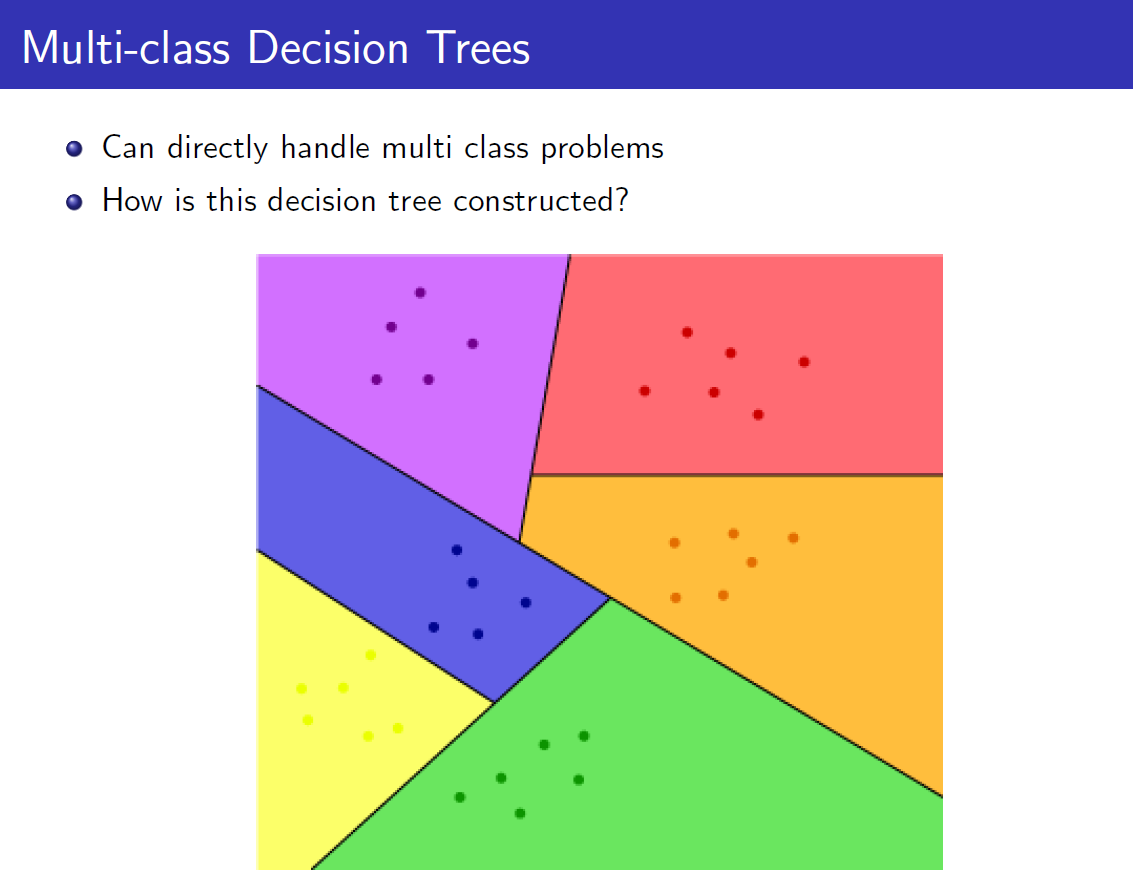 Multi-class Decision Trees
Can directly handle multi class problems
How is this decision tree constructed?